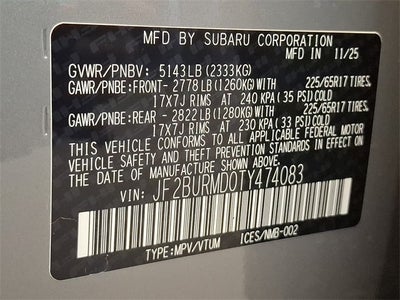 MFD BY SUBARU CORPORATION
MFD IN 11/25
GVWR/PNBV: 5143LB (2333KG)
GAWR/PNBE:FRONT- 2778LB (1260KG)WITH 225/65R17 TIRES,
17X7J RIMS AT 240 KPA (35 PSI)COLD
GAWR/PNBE:REAR - 2822LB (1280KG)WITH 225/65R17 TIRES,
17X7J RIMS AT 230 KPA (33 PSI)COLD
THIS VEHICLE CONFORMS TO ALL APPLICABLE FEDERAL MOTOR
VEHICLE SAFETY AND THEFT PREVENTION STANDARDS IN EFFECT
ON THE DATE OF MANUFACTURE SHOWN ABOVE.
VIN: JF2BURMD0TY474083
TYPE:MPV/VTUM ICES/NMB-002